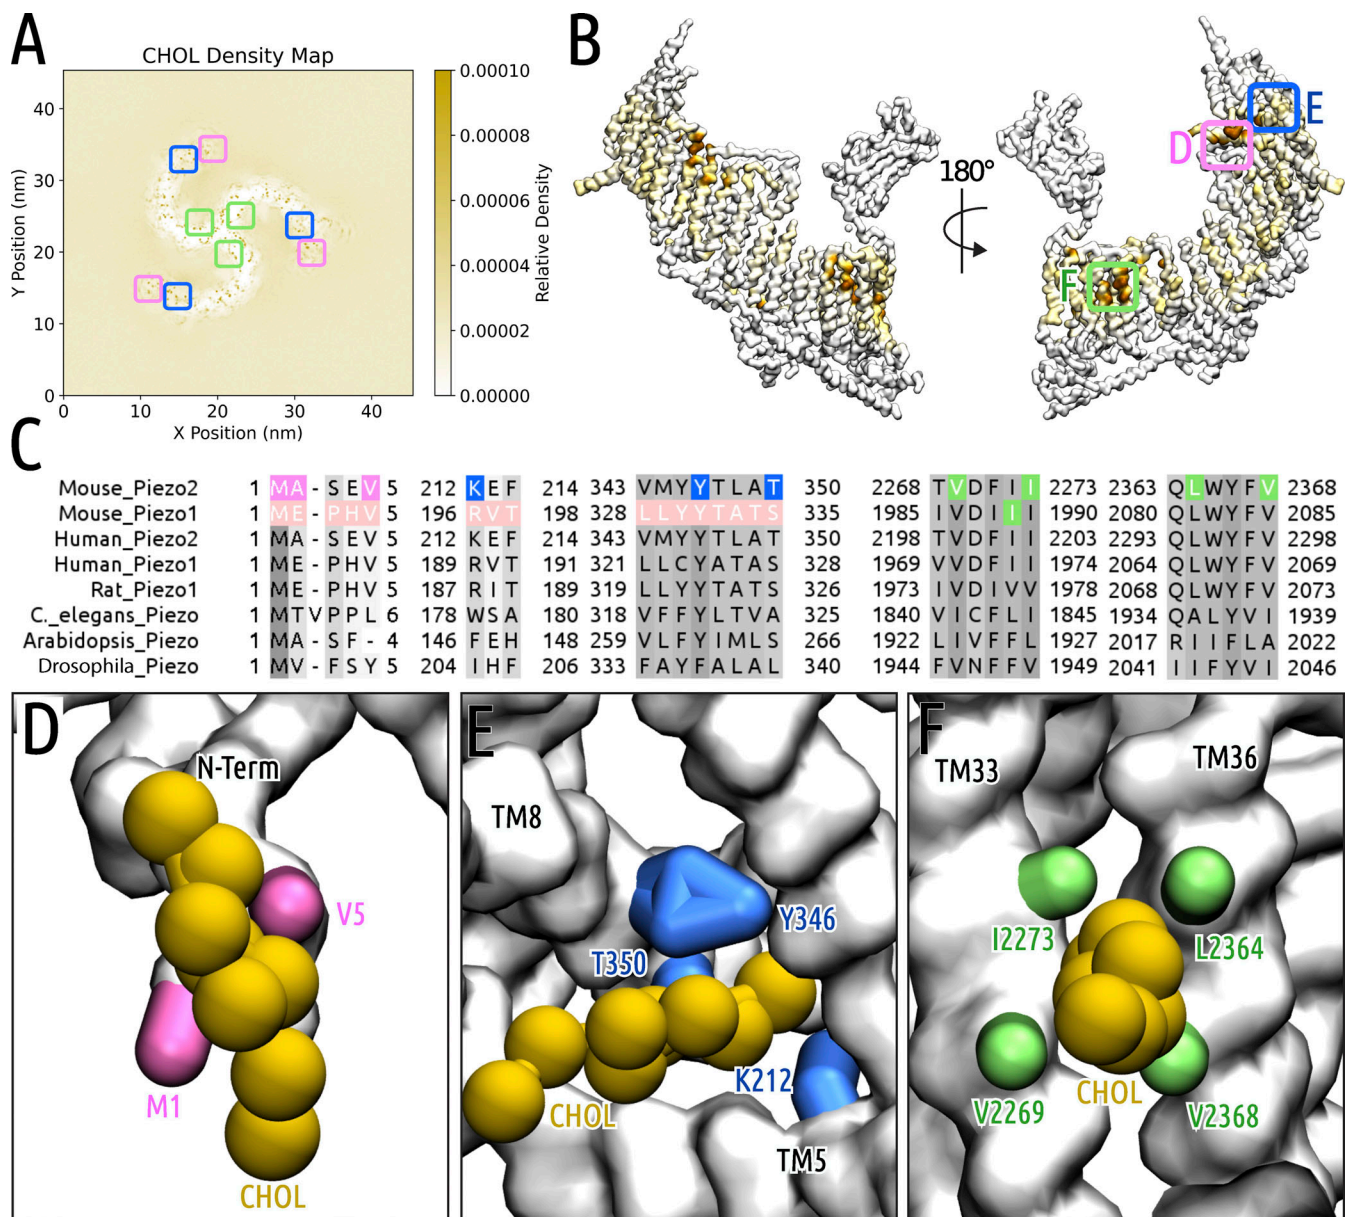 A
CHOL Density Map
Y Position (nm)
40
30
20
10
0
0 10 20 30 40
X Position (nm)
0.00010
0.00008
0.00006
0.00004
0.00002
0.00000
Relative Density
B
180°
D
E
F
C
Mouse_Piezo2 1 MA-SEV 5 212 KEF 214 343 VMYYTLAT 350 2268 TVDFII 2273 2363 QLWYFV 2368
Mouse_Piezo1 1 ME-PHV 5 196 RVT 198 328 LLYYTATS 335 1985 IVDIII 1990 2080 QLWYFV 2085
Human_Piezo2 1 MA-SEV 5 212 KEF 214 343 VMYYTLAT 350 2198 TVDFII 2203 2293 QLWYFV 2298
Human_Piezo1 1 ME-PHV 5 189 RVT 191 321 LLCYATAS 328 1969 VVDIII 1974 2064 QLWYFV 2069
Rat_Piezo1 1 ME-PHV 5 187 RIT 189 319 LLYYTATS 326 1973 IVDIVV 1978 2068 QLWYFV 2073
C._elegans_Piezo 1 MTVPPL 6 178 WSA 180 318 VFFYLTVA 325 1840 VICFLI 1845 1934 QALYVI 1939
Arabidopsis_Piezo 1 MA-SF- 4 146 FEH 148 259 VLFYIMLS 266 1922 LIVFFL 1927 2017 RIIFLA 2022
Drosophila_Piezo 1 MV-FSY 5 204 IHF 206 333 FAYFALAL 340 1944 FVNFFV 1949 2041 IIFYVI 2046
D
N-Term
V5
M1
CHOL
E
TM8
Y346
T350
K212
CHOL
TM5
F
TM33
TM36
I2273
L2364
V2269
CHOL
V2368